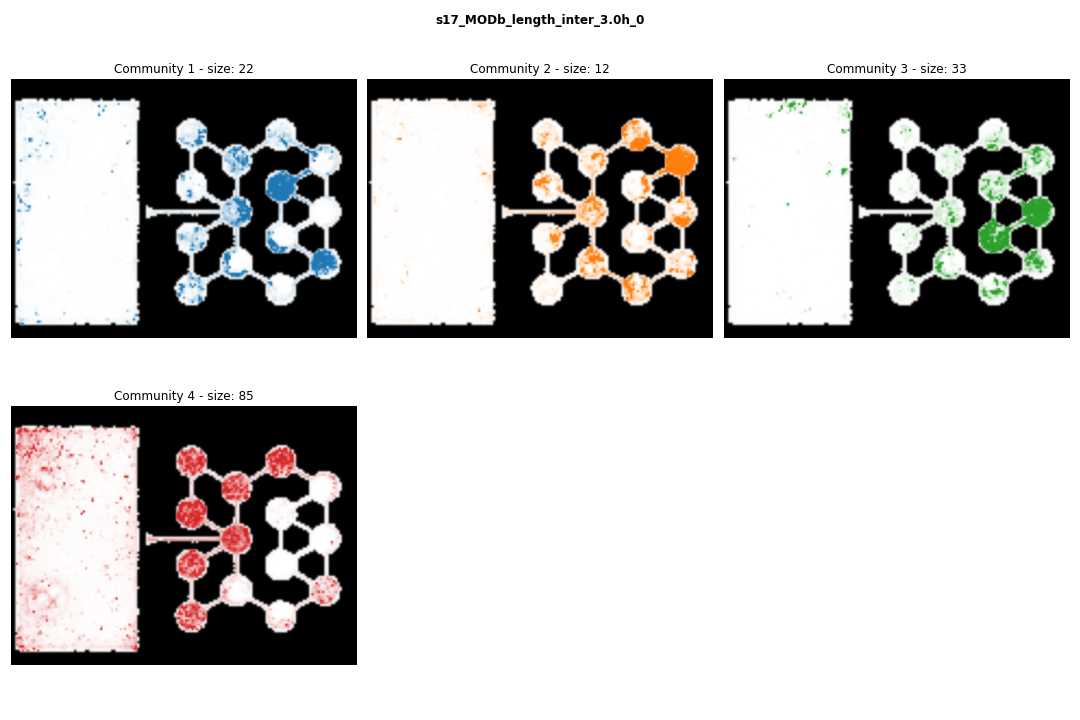 s17_MODb_length_inter_3.0h_0
Community 1 - size: 22
Community 2 - size: 12
Community 3 - size: 33
Community 4 - size: 85